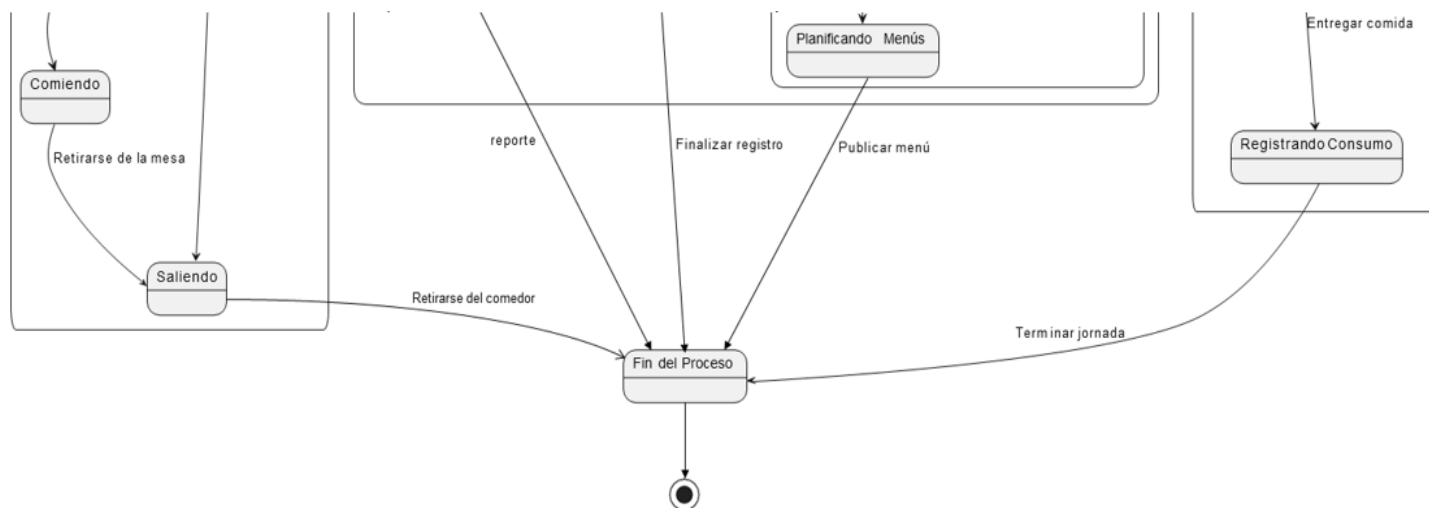 Entregar comida
Planificando Menús
Comiendo
reporte
Finalizar registro
Publicar menú
Registrando Consumo
Retirarse de la mesa
Saliendo
Retirarse del comedor
Terminar jornada
Fin del Proceso